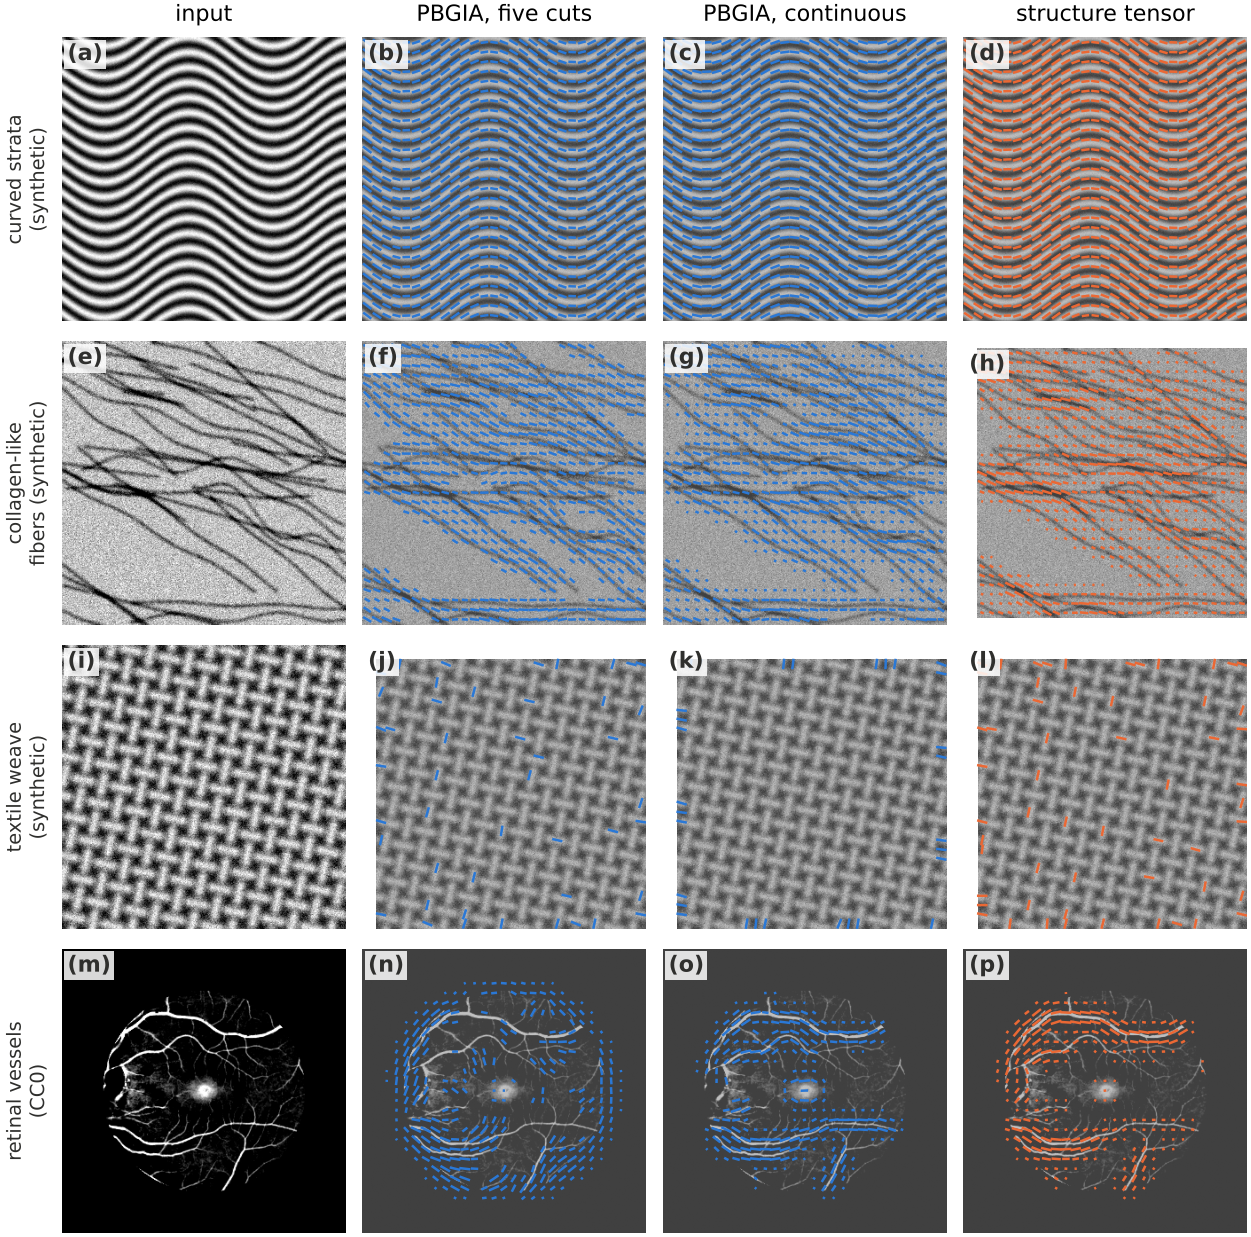 input PBGIA, five cuts PBGIA, continuous structure tensor
curved strata
(synthetic)
(a) (b) (c) (d)
collagen-like
fibers (synthetic)
(e) (f) (g) (h)
textile weave
(synthetic)
(i) (j) (k) (l)
retinal vessels
(CC0)
(m) (n) (o) (p)